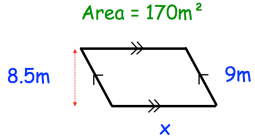 Area = 170m²
8.5m
9m
x